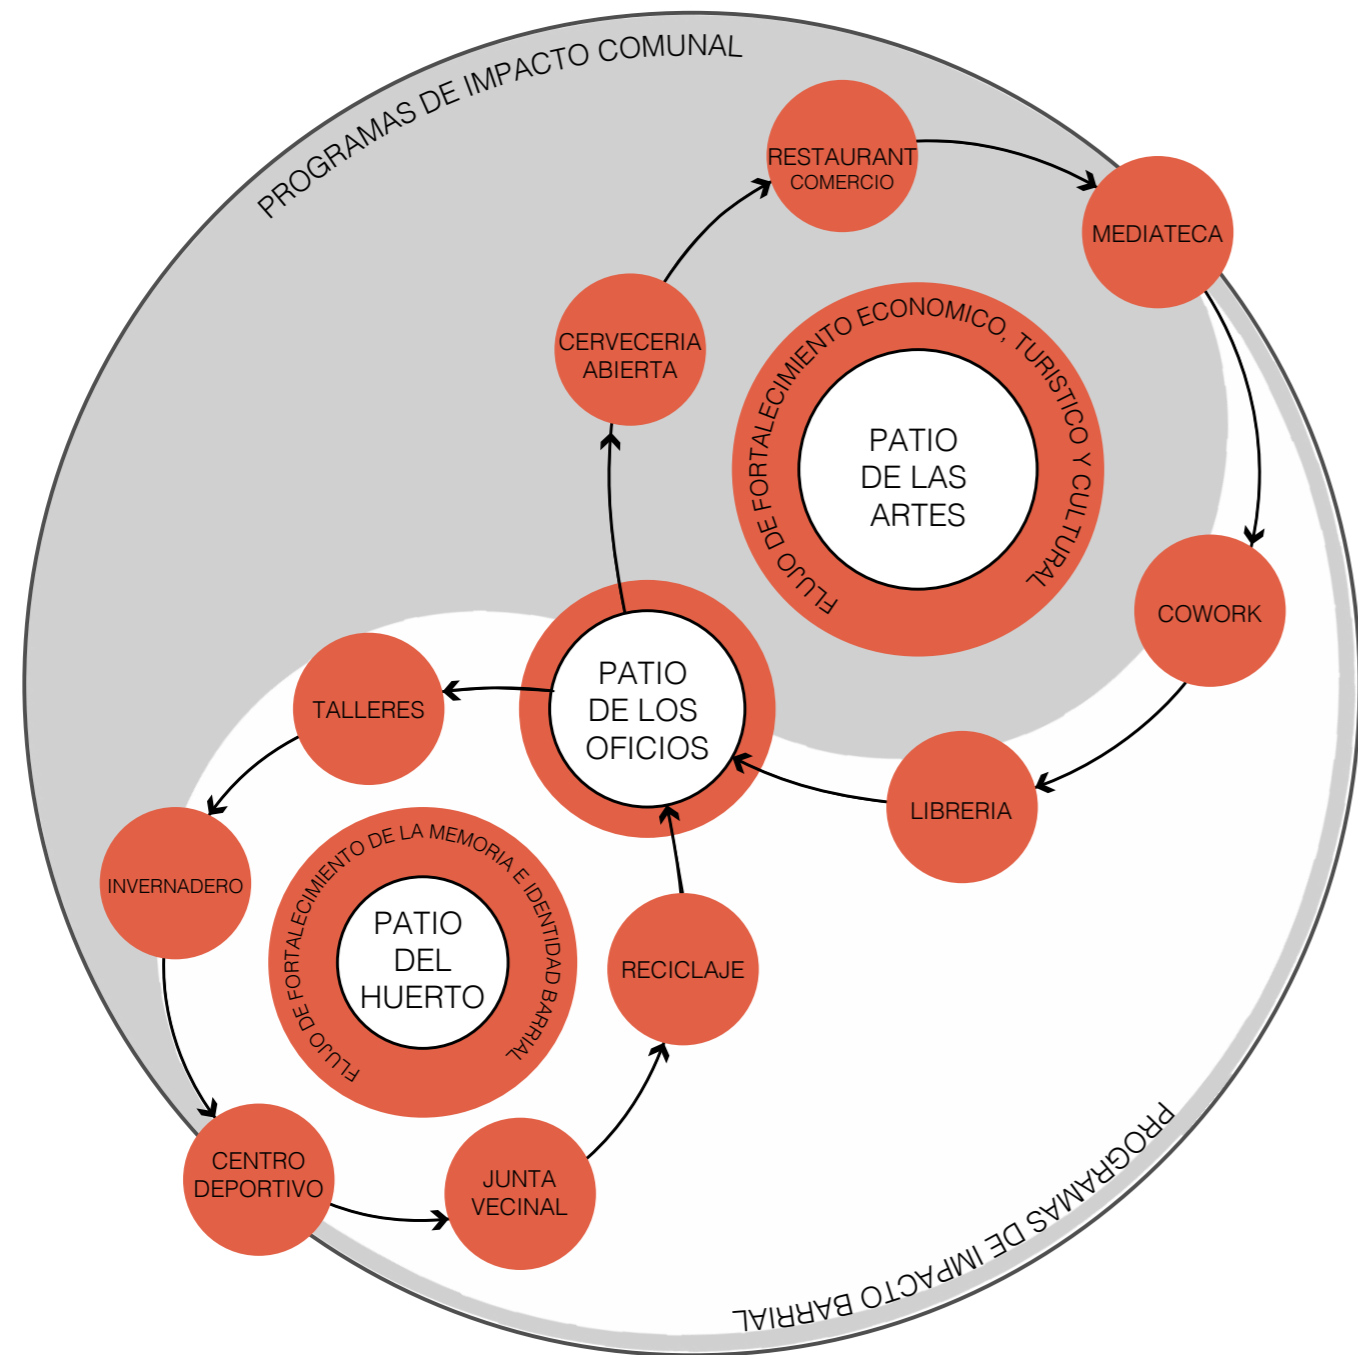 PROGRAMAS DE IMPACTO COMUNAL
RESTAURANT
COMERCIO
MEDIATECA
CERVECERIA
ABIERTA
FLUJO DE FORTALECIMIENTO ECONOMICO, TURISTICO Y CULTURAL
PATIO
DE LAS
ARTES
COWORK
PATIO
DE LOS
OFICIOS
TALLERES
LIBRERIA
INVERNADERO
FLUJO DE FORTALECIMIENTO DE LA MEMORIA E IDENTIDAD BARRIAL
PATIO
DEL
HUERTO
RECICLAJE
CENTRO
DEPORTIVO
JUNTA
VECINAL
PROGRAMAS DE IMPACTO BARRIAL